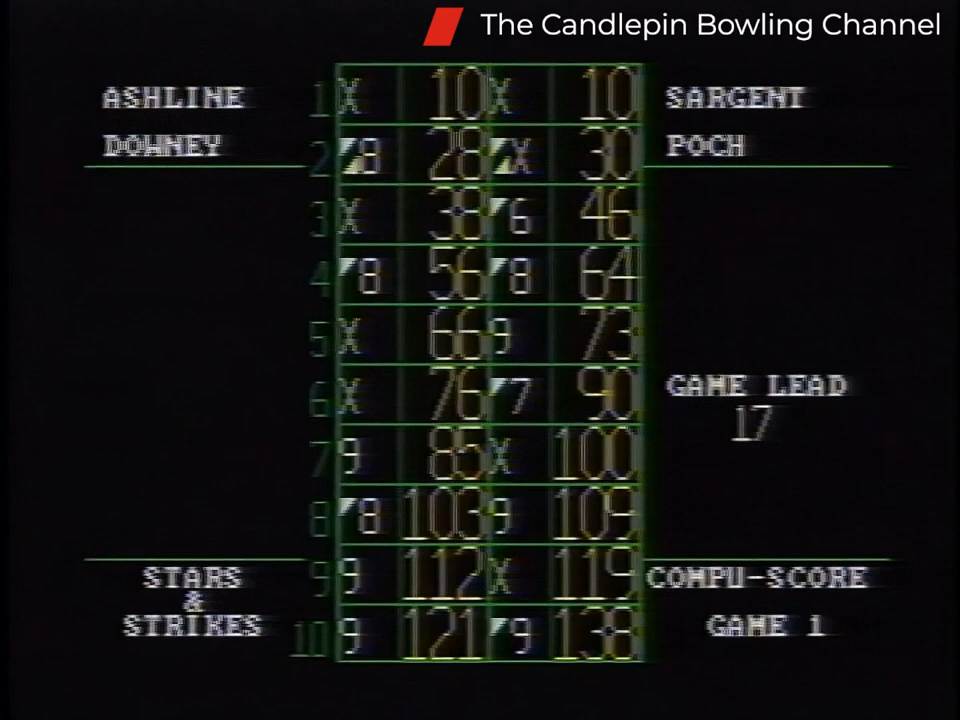 The Candlepin Bowling Channel
ASHLINE 1 X 10 X 10 SARGENT
DOWNEY 2 8 28 X 30 POCH
3 X 38 6 46
4 8 56 8 64
5 X 66 9 73
6 X 76 7 90 GAME LEAD
17
7 9 85 X 100
8 8 103 9 109
STARS 9 9 112 X 119 COMPU-SCORE
&
STRIKES 10 9 121 9 138 GAME 1